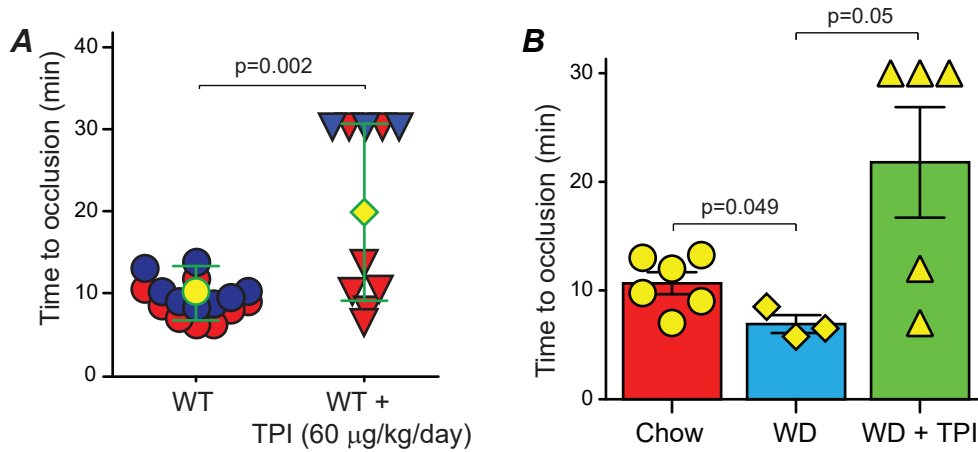 A
Time to occlusion (min)
40
30
20
10
0
p=0.002
WT
WT +
TPI (60 μg/kg/day)
B
Time to occlusion (min)
30
20
10
0
p=0.05
p=0.049
Chow
WD
WD + TPI